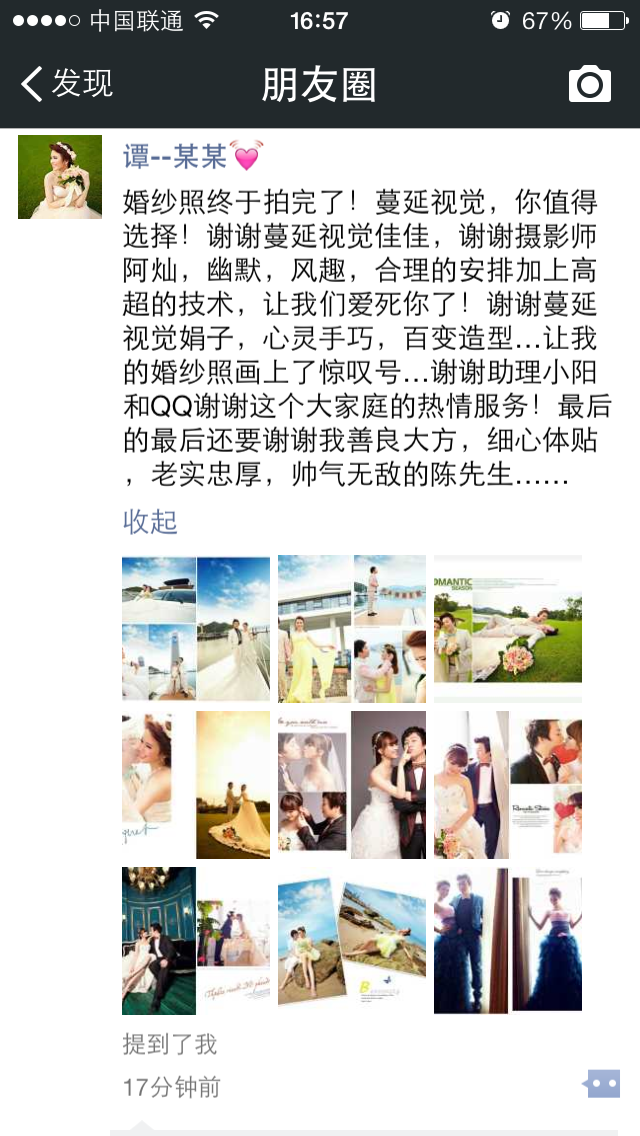 中国联通 16:57 67%
发现 朋友圈
谭--某某
婚纱照终于拍完了！蔓延视觉，你值得
选择！谢谢蔓延视觉佳佳，谢谢摄影师
阿灿，幽默，风趣，合理的安排加上高
超的技术，让我们爱死你了！谢谢蔓延
视觉娟子，心灵手巧，百变造型...让我
的婚纱照画上了惊叹号...谢谢助理小阳
和QQ谢谢这个大家庭的热情服务！最后
的最后还要谢谢我善良大方，细心体贴
，老实忠厚，帅气无敌的陈先生......
收起
OMANTIC
SEASON
提到了我
17分钟前